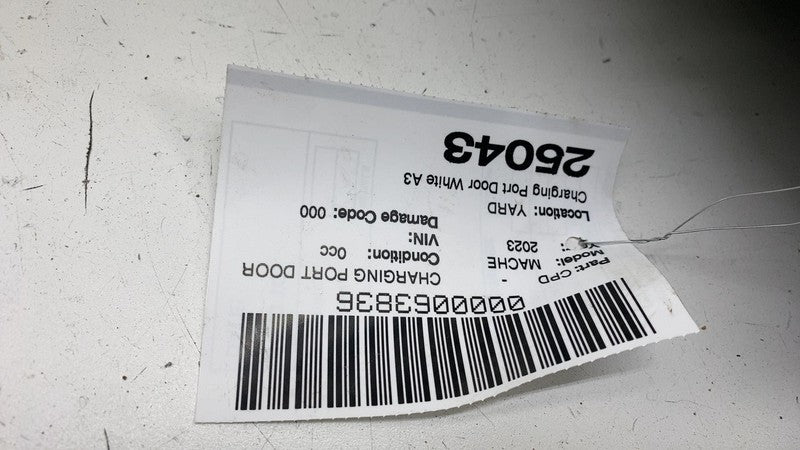 0000063836
Part: CPD - CHARGING PORT DOOR
Model: MACHE Condition: 0cc
2023 VIN:
Location: YARD Damage Code: 000
Charging Port Door White A3
25043